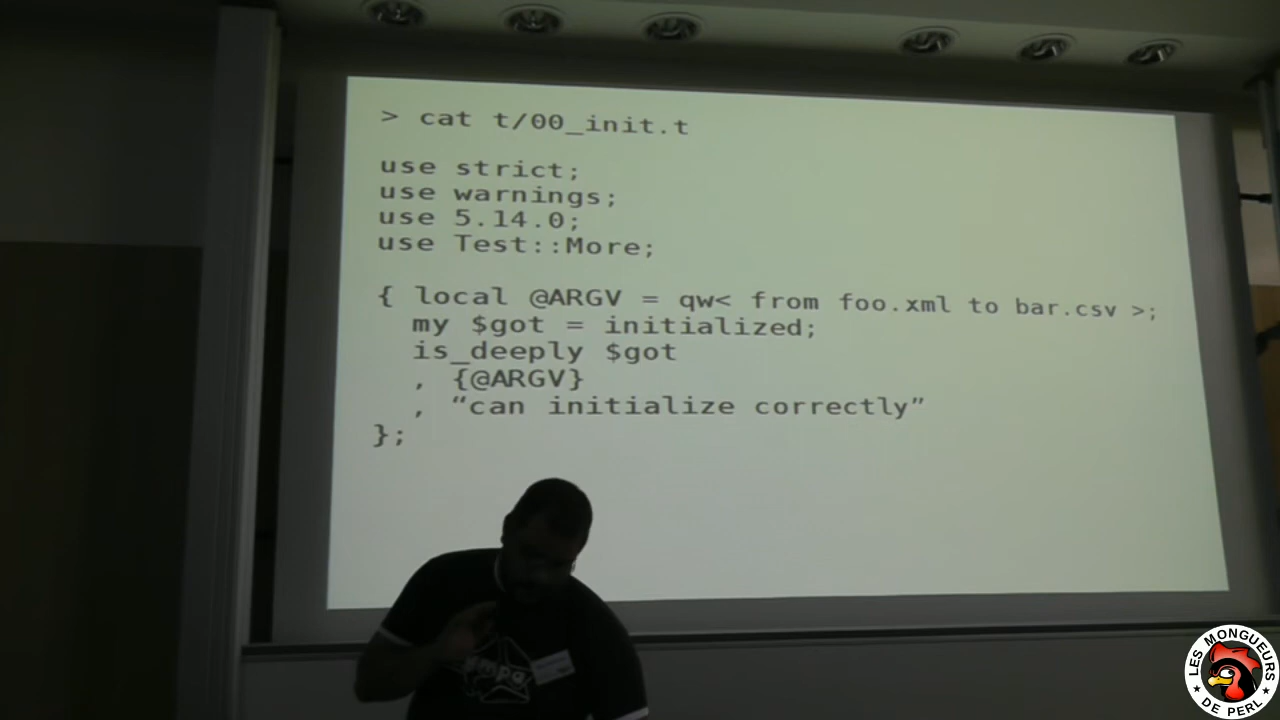 > cat t/00_init.t
use strict;
use warnings;
use 5.14.0;
use Test::More;
{ local @ARGV = qw< from foo.xml to bar.csv >;
my $got = initialized;
is_deeply $got
, {@ARGV}
, “can initialize correctly”
};
LES MONGUEURS
DE PERL